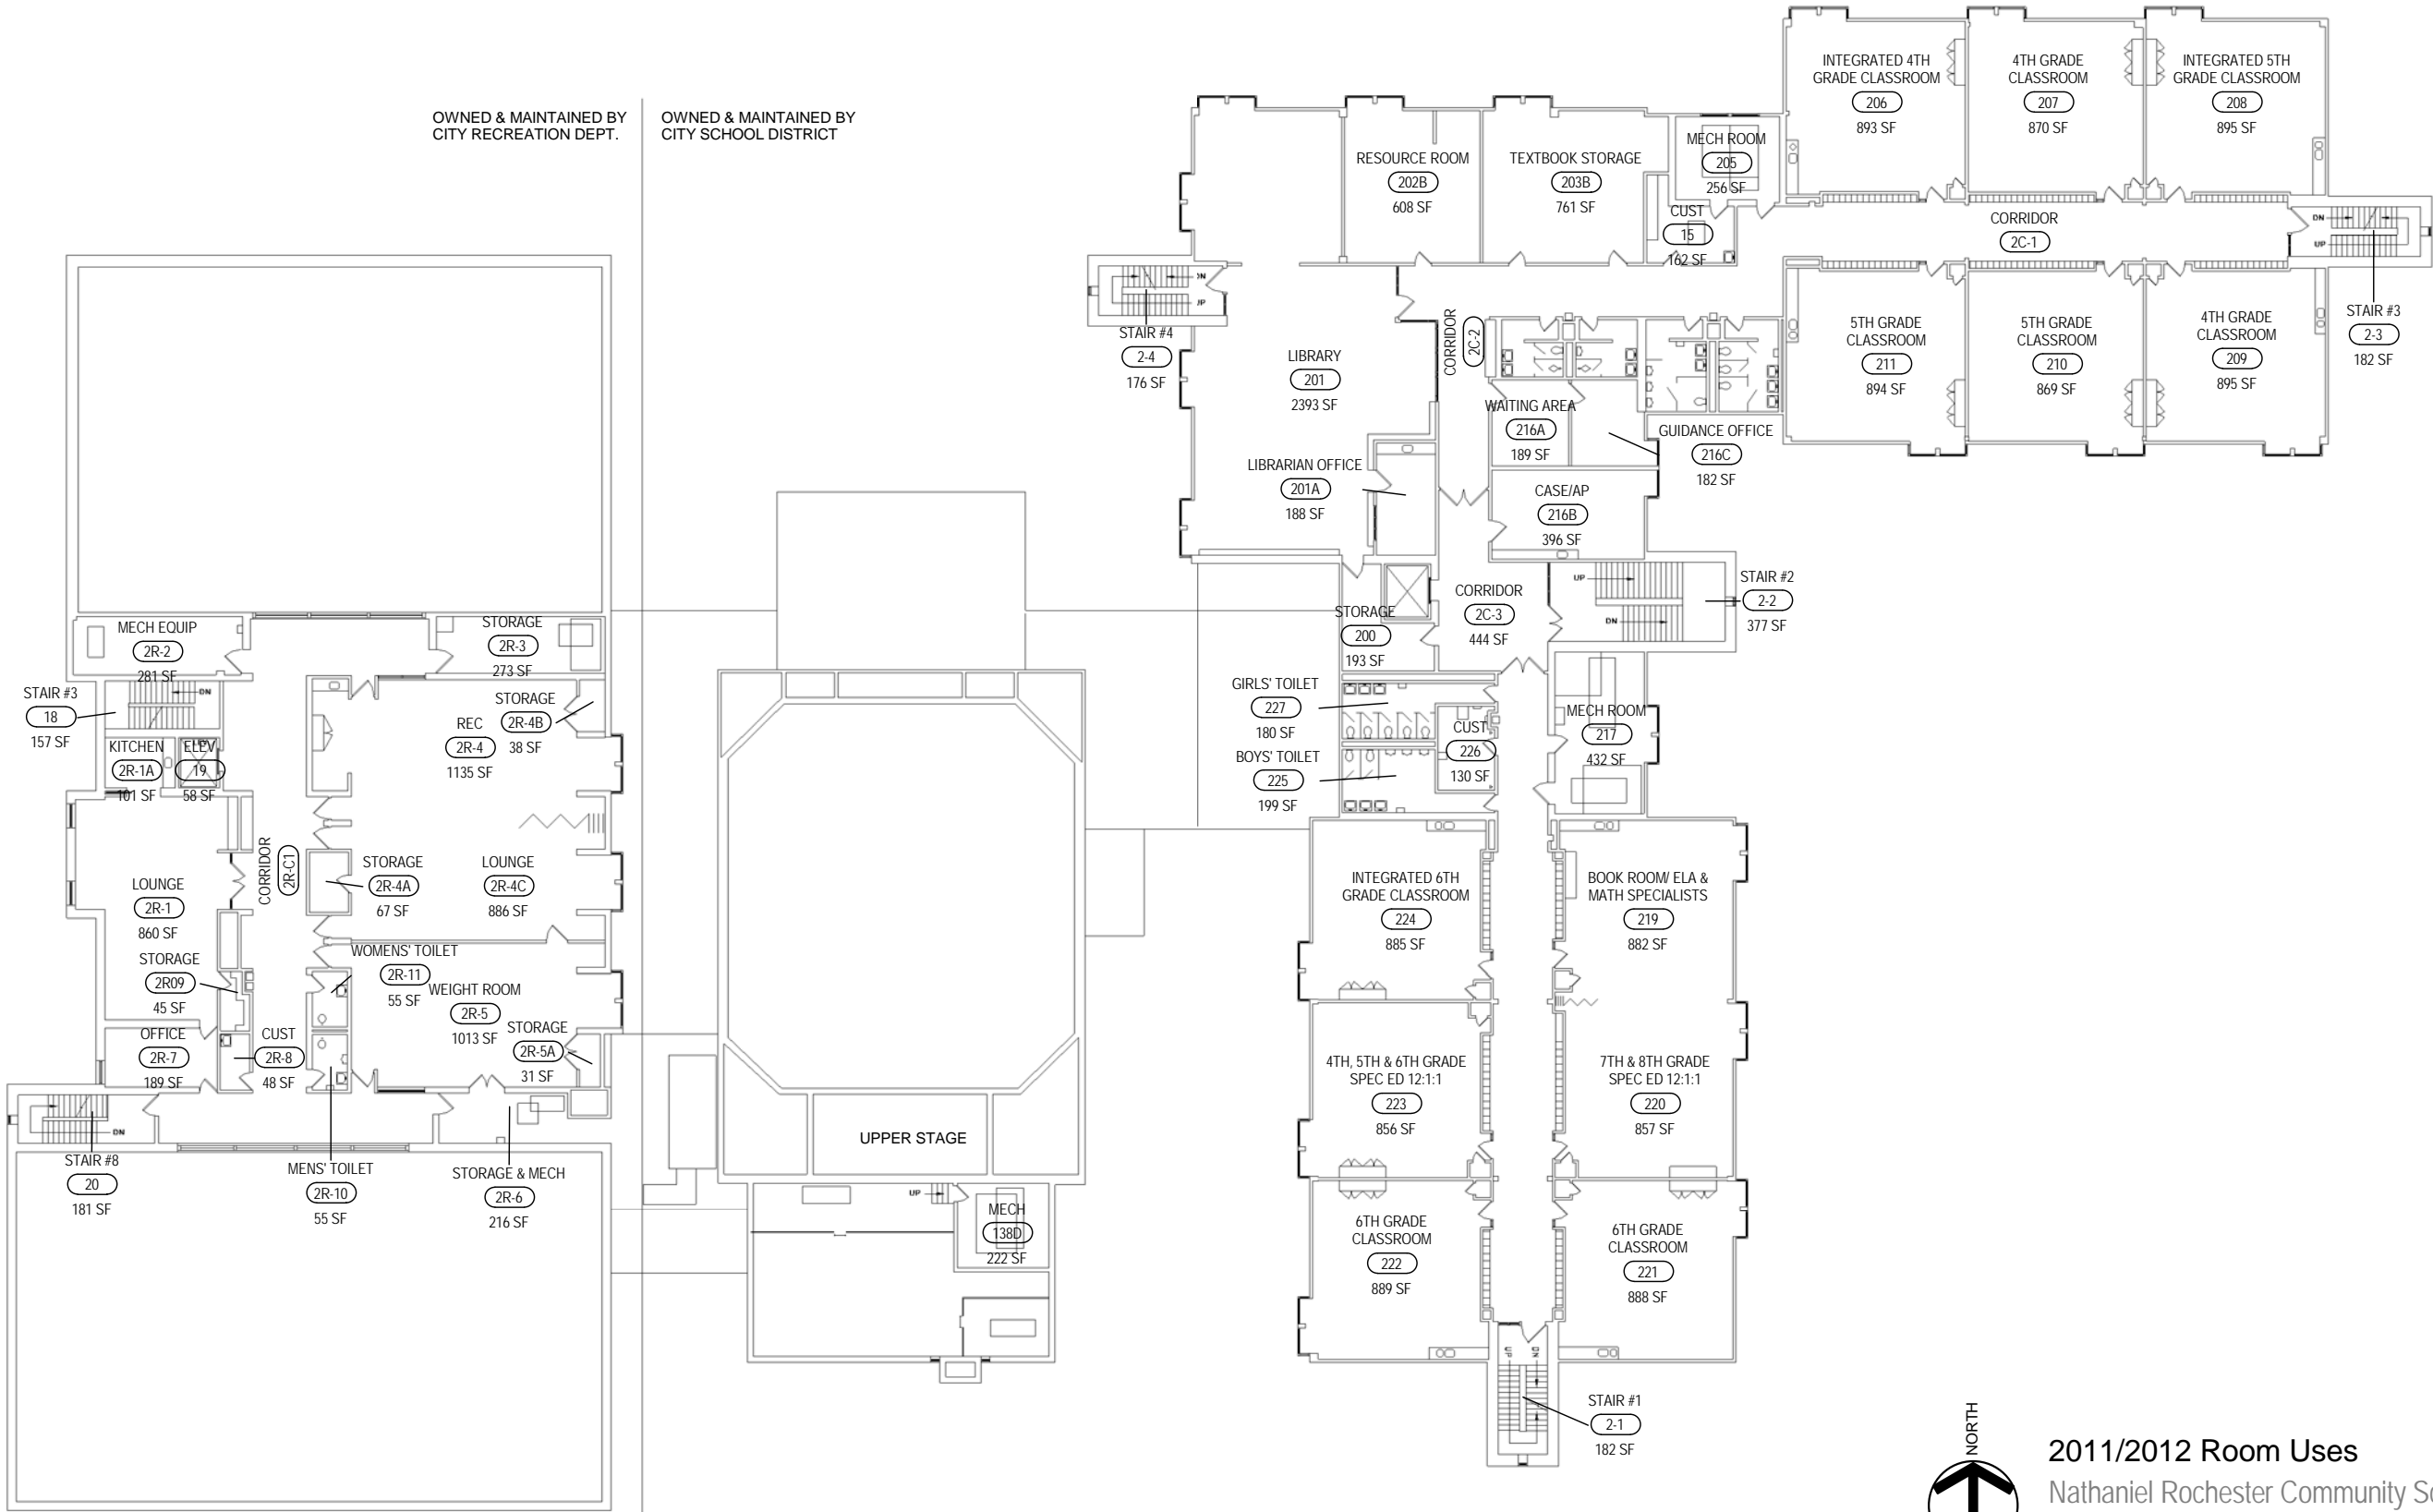 OWNED & MAINTAINED BY
CITY RECREATION DEPT.
OWNED & MAINTAINED BY
CITY SCHOOL DISTRICT
INTEGRATED 4TH
GRADE CLASSROOM
206
893 SF
4TH GRADE
CLASSROOM
207
870 SF
INTEGRATED 5TH
GRADE CLASSROOM
208
895 SF
RESOURCE ROOM
202B
608 SF
TEXTBOOK STORAGE
203B
761 SF
MECH ROOM
205
256 SF
CUST
15
162 SF
CORRIDOR
2C-1
DN
UP
STAIR #3
2-3
182 SF
DN
UP
STAIR #4
2-4
176 SF
LIBRARY
201
2393 SF
CORRIDOR
2C-2
5TH GRADE
CLASSROOM
211
894 SF
5TH GRADE
CLASSROOM
210
869 SF
4TH GRADE
CLASSROOM
209
895 SF
WAITING AREA
216A
189 SF
GUIDANCE OFFICE
216C
182 SF
LIBRARIAN OFFICE
201A
188 SF
CASE/AP
216B
396 SF
UP
DN
STAIR #2
2-2
377 SF
CORRIDOR
2C-3
444 SF
STORAGE
200
193 SF
MECH EQUIP
2R-2
281 SF
STORAGE
2R-3
273 SF
STAIR #3
18
157 SF
DN
STORAGE
2R-4B
38 SF
REC
2R-4
1135 SF
KITCHEN
2R-1A
101 SF
ELEV
19
58 SF
GIRLS' TOILET
227
180 SF
CUST
226
130 SF
BOYS' TOILET
225
199 SF
MECH ROOM
217
432 SF
CORRIDOR
2R-C1
LOUNGE
2R-1
860 SF
STORAGE
2R-4A
67 SF
LOUNGE
2R-4C
886 SF
INTEGRATED 6TH
GRADE CLASSROOM
224
885 SF
BOOK ROOM/ ELA &
MATH SPECIALISTS
219
882 SF
STORAGE
2R09
45 SF
WOMENS' TOILET
2R-11
55 SF
WEIGHT ROOM
2R-5
1013 SF
STORAGE
2R-5A
31 SF
OFFICE
2R-7
189 SF
CUST
2R-8
48 SF
4TH, 5TH & 6TH GRADE
SPEC ED 12:1:1
223
856 SF
7TH & 8TH GRADE
SPEC ED 12:1:1
220
857 SF
DN
STAIR #8
20
181 SF
MENS' TOILET
2R-10
55 SF
STORAGE & MECH
2R-6
216 SF
UPPER STAGE
UP
MECH
138D
222 SF
6TH GRADE
CLASSROOM
222
889 SF
6TH GRADE
CLASSROOM
221
888 SF
UP
DN
STAIR #1
2-1
182 SF
NORTH
2011/2012 Room Uses
Nathaniel Rochester Community